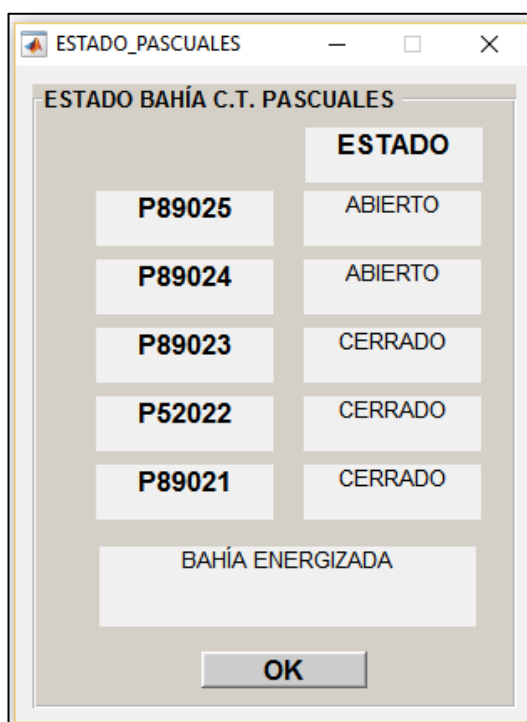 ESTADO_PASCUALES
ESTADO BAHÍA C.T. PASCUALES
ESTADO
P89025 ABIERTO
P89024 ABIERTO
P89023 CERRADO
P52022 CERRADO
P89021 CERRADO
BAHÍA ENERGIZADA
OK